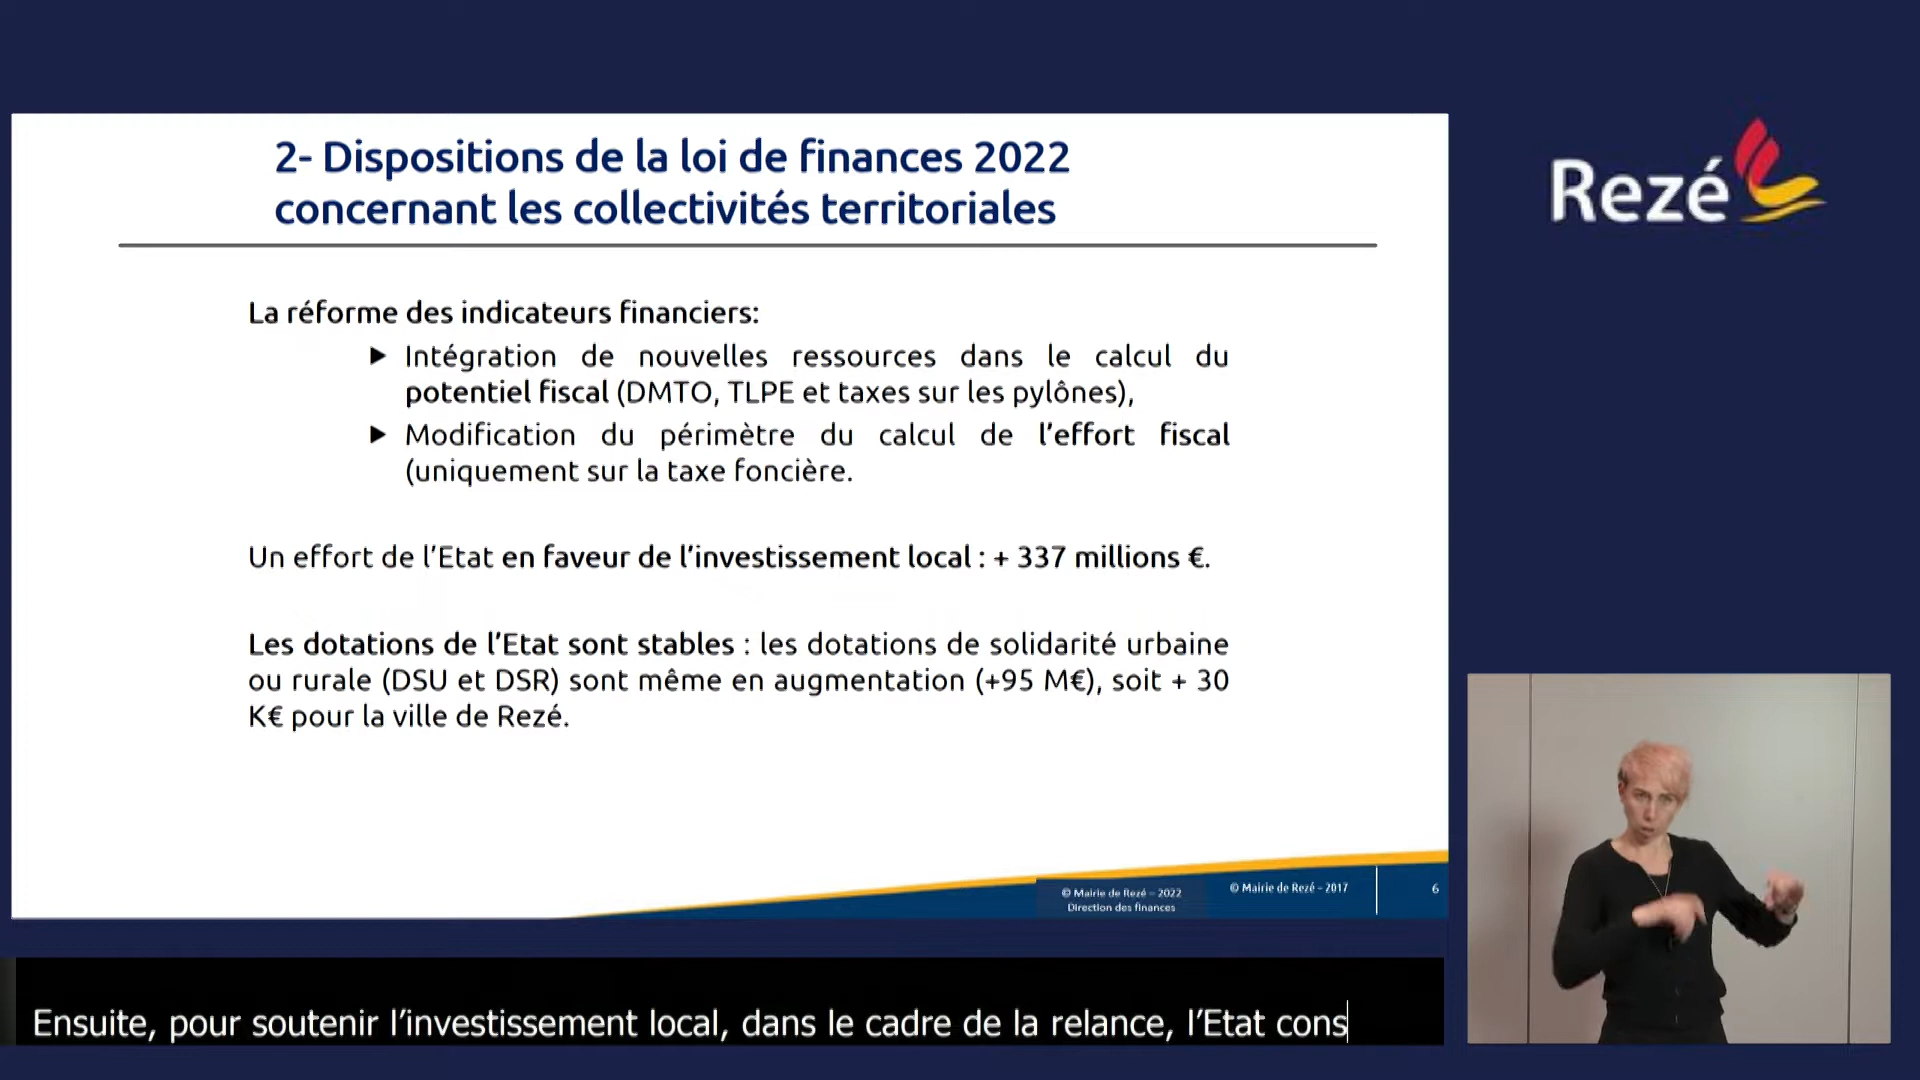 2- Dispositions de la loi de finances 2022
concernant les collectivités territoriales
Rezé
La réforme des indicateurs financiers:
Intégration de nouvelles ressources dans le calcul du
potentiel fiscal (DMTO, TLPE et taxes sur les pylônes),
Modification du périmètre du calcul de l’effort fiscal
(uniquement sur la taxe foncière.
Un effort de l’Etat en faveur de l’investissement local : + 337 millions €.
Les dotations de l’Etat sont stables : les dotations de solidarité urbaine
ou rurale (DSU et DSR) sont même en augmentation (+95 M€), soit + 30
K€ pour la ville de Rezé.
© Mairie de Rezé – 2022
Direction des finances
© Mairie de Rezé – 2017
6
Ensuite, pour soutenir l’investissement local, dans le cadre de la relance, l’Etat cons